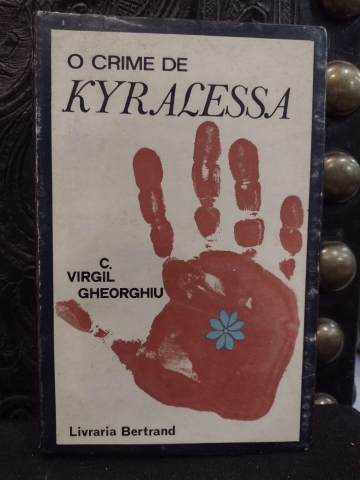 O CRIME DE
KYRALESSA
C.
VIRGIL
GHEORGHIU
Livraria Bertrand